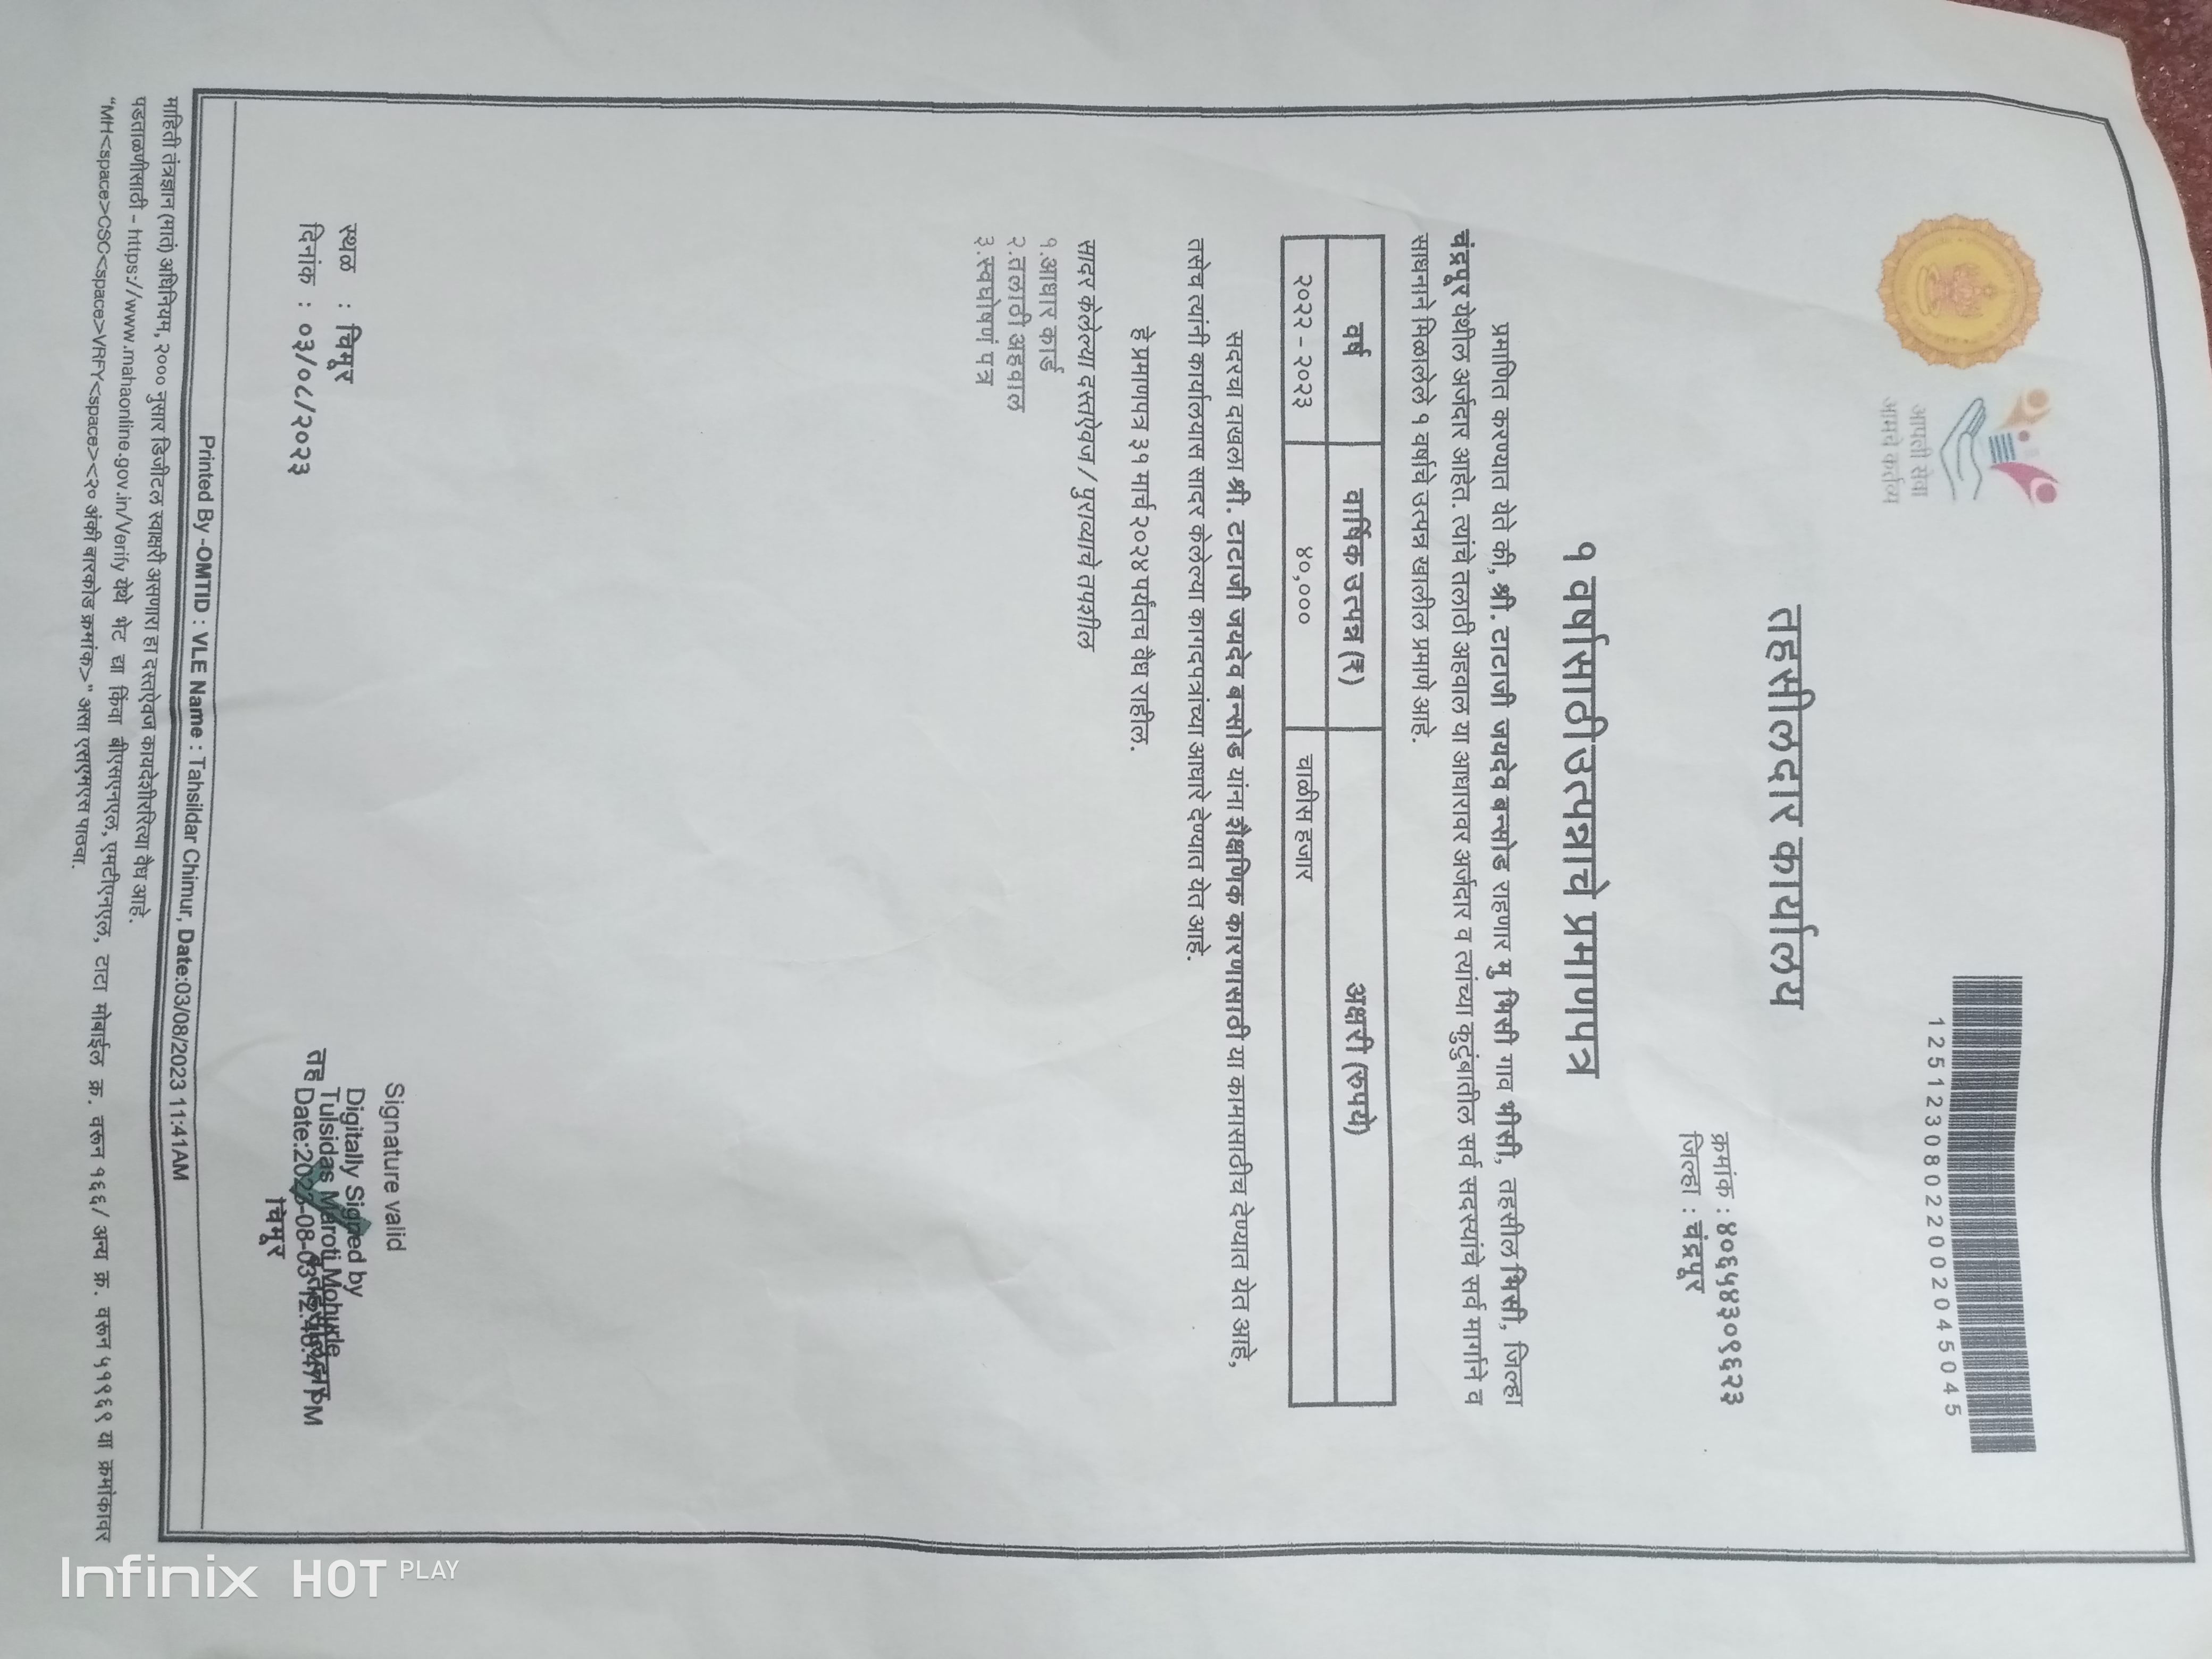 आपली सेवा
आमचे कर्तव्य
12512308022002045045
तहसीलदार कार्यालय
क्रमांक : ४०६५४३०९६२३
जिल्हा : चंद्रपूर
१ वर्षासाठी उत्पन्नाचे प्रमाणपत्र
प्रमाणित करण्यात येते की, श्री. टाटाजी जयदेव बन्सोड राहणार मु भिसी गाव भीसी, तहसील भिसी, जिल्हा
चंद्रपूर येथील अर्जदार आहेत. त्यांचे तलाठी अहवाल या आधारावर अर्जदार व त्यांच्या कुटुंबातील सर्व सदस्यांचे सर्व मार्गाने व
साधनाने मिळालेले १ वर्षाचे उत्पन्न खालील प्रमाणे आहे.
वर्ष वार्षिक उत्पन्न (₹) अक्षरी (रुपये)
२०२२ - २०२३ ४०,००० चाळीस हजार
सदरचा दाखला श्री. टाटाजी जयदेव बन्सोड यांना शैक्षणिक कारणासाठी या कामासाठीच देण्यात येत आहे,
तसेच त्यांनी कार्यालयास सादर केलेल्या कागदपत्रांच्या आधारे देण्यात येत आहे.
हे प्रमाणपत्र ३१ मार्च २०२४ पर्यंतच वैध राहील.
सादर केलेल्या दस्तऐवज / पुराव्याचे तपशील
१.आधार कार्ड
२.तलाठी अहवाल
३.स्वघोषणं पत्र
स्थळ : चिमूर
दिनांक : ०३/०८/२०२३
Signature valid
Digitally Signed by
Tulsidas Maroti Mohurle
Date:2023-08-03 12:48:47 PM
चिमूर
Printed By -OMTID : VLE Name : Tahsildar Chimur, Date:03/08/2023 11:41AM
माहिती तंत्रज्ञान (मातं) अधिनियम, २००० नुसार डिजीटल स्वाक्षरी असणारा हा दस्तऐवज कायदेशीररित्या वैध आहे.
पडताळणीसाठी - https://www.mahaonline.gov.in/Verify येथे भेट द्या किंवा बीएसएनएल, एमटीएनएल, टाटा मोबाईल क्र. वरून १६६/ अन्य क्र. वरून ५१९६९ या क्रमांकावर
"MH<space>CSC<space>VRFY<space><२० अंकी बारकोड क्रमांक>" असा एसएमएस पाठवा.
Infinix HOT PLAY